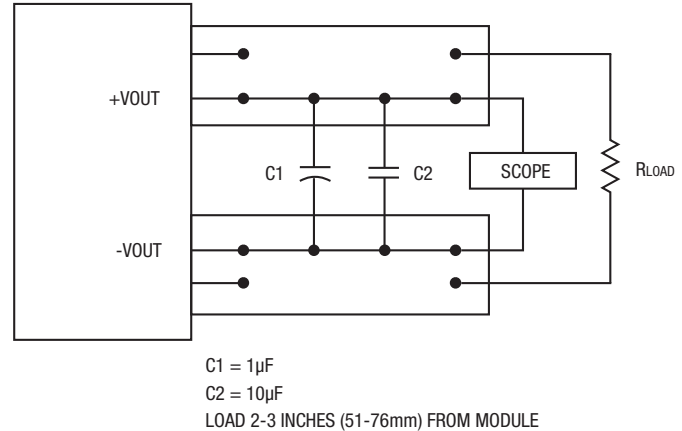 +VOUT
C1
C2
SCOPE
RLOAD
-VOUT
C1 = 1µF
C2 = 10µF
LOAD 2-3 INCHES (51-76mm) FROM MODULE